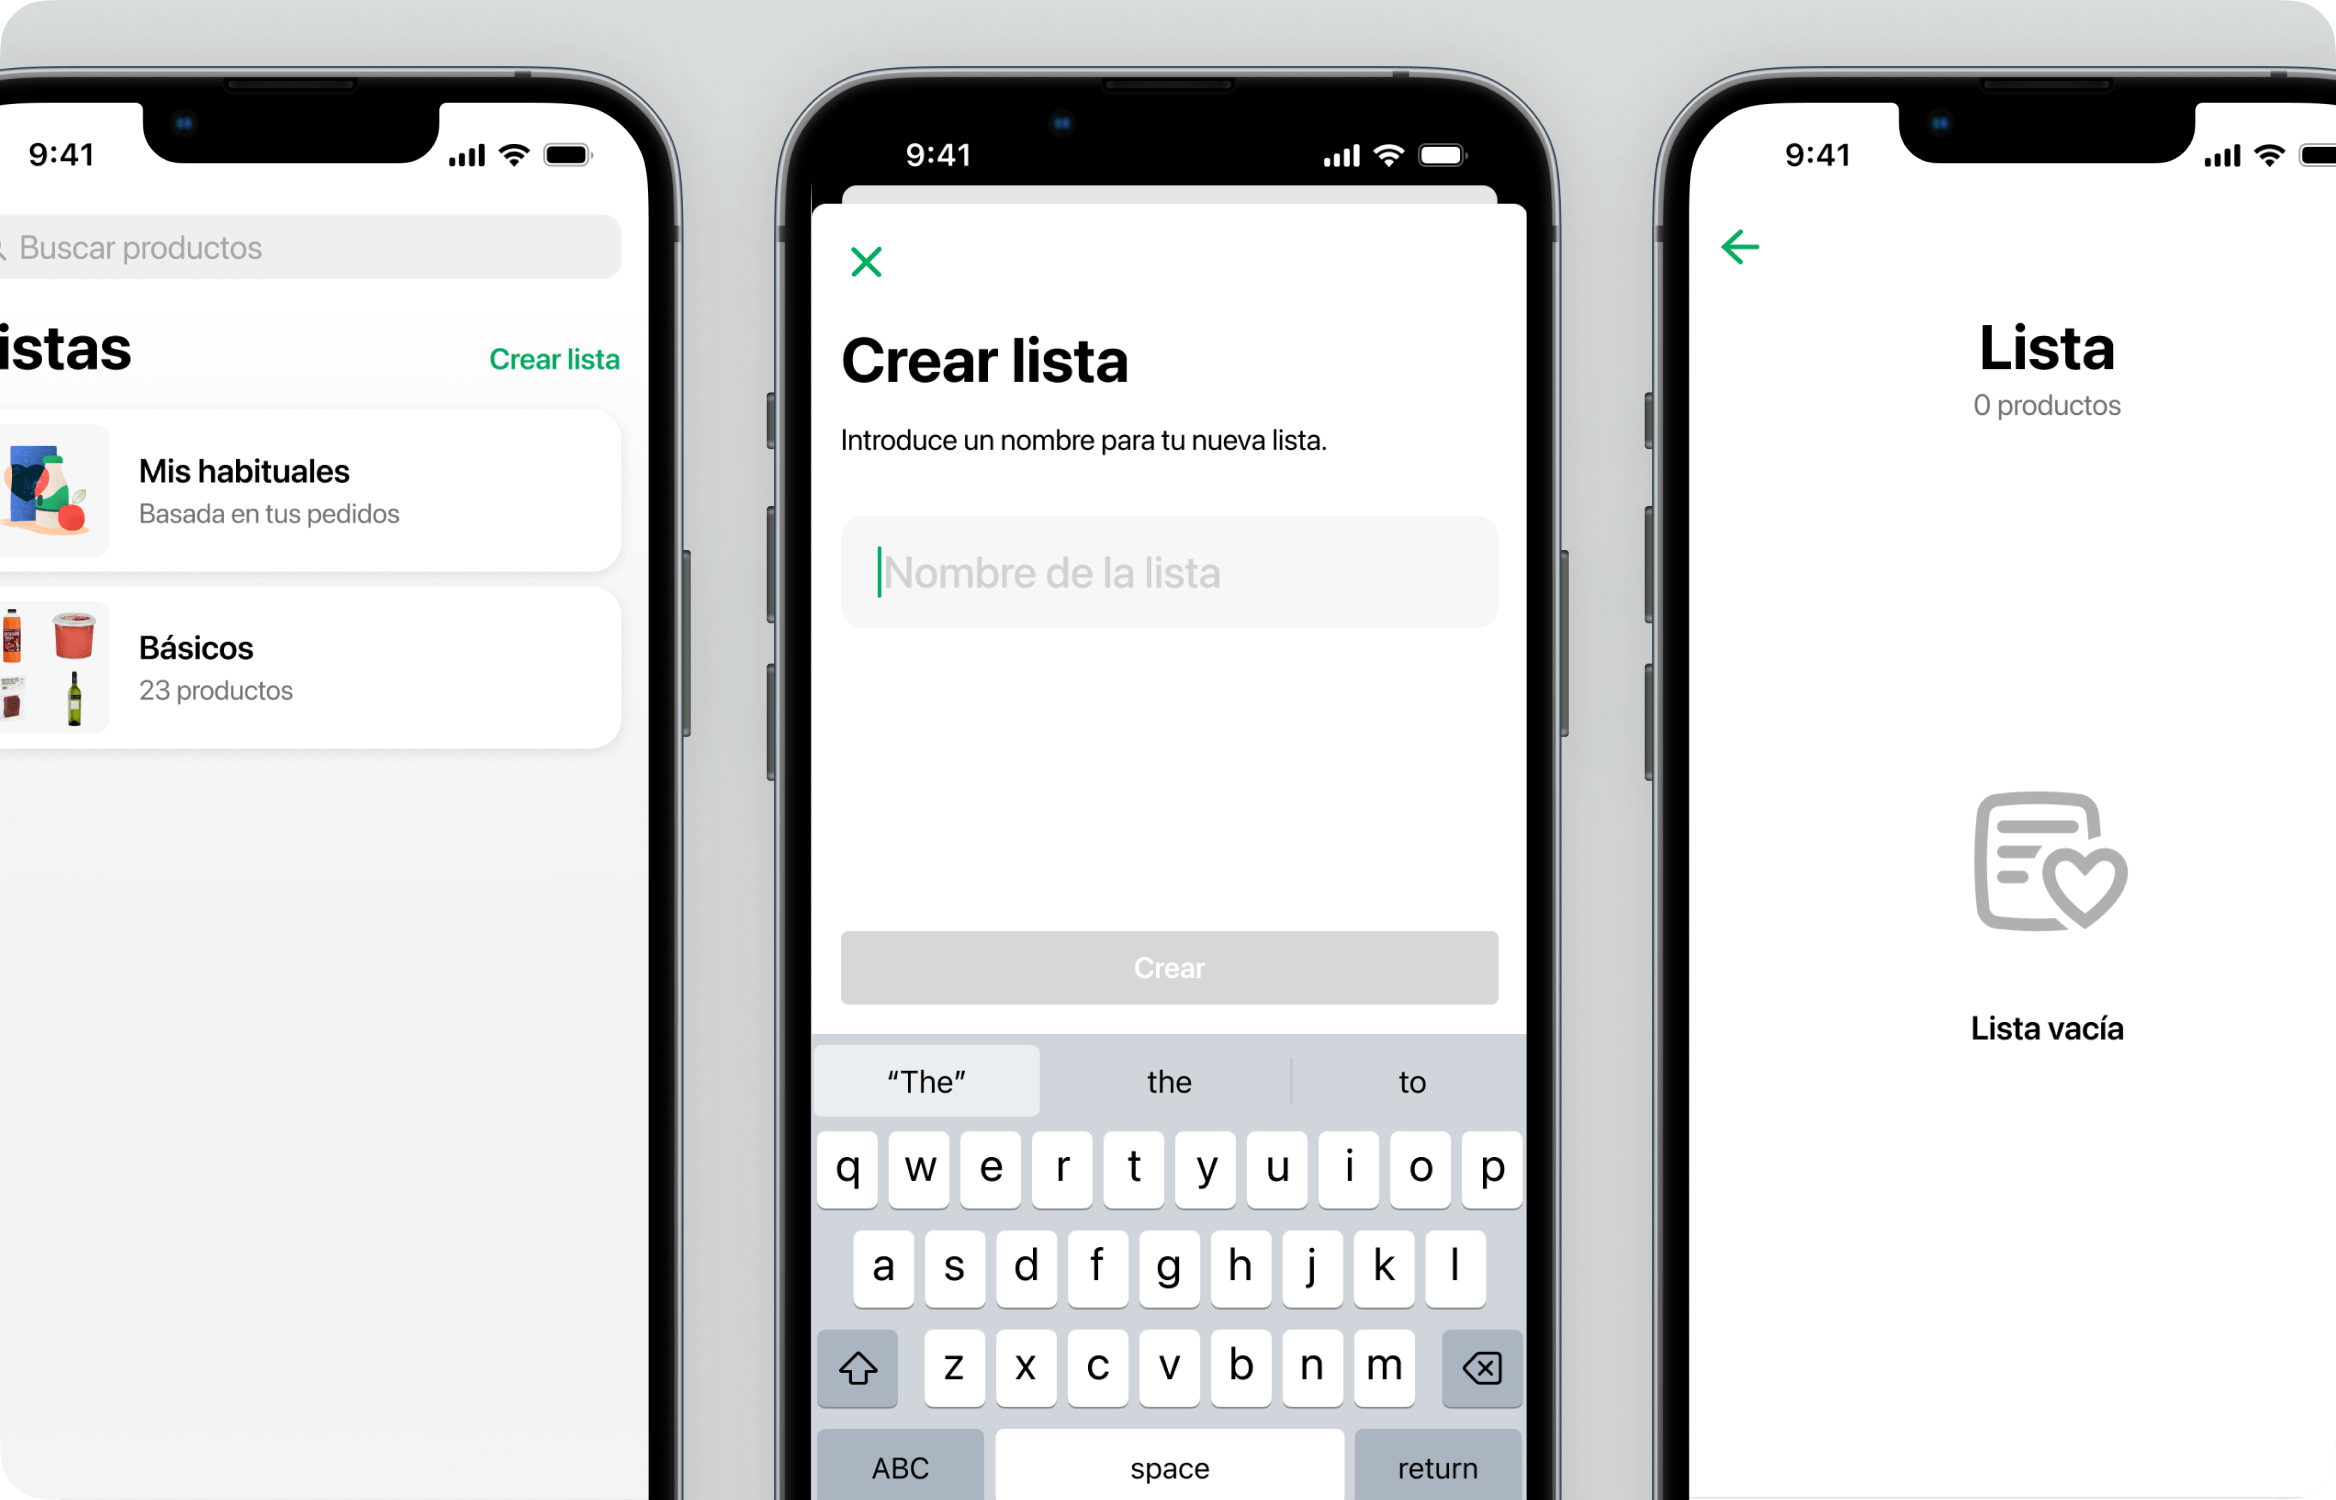 9:41
Buscar productos
istas
Crear lista
Mis habituales
Basada en tus pedidos
Básicos
23 productos
9:41
Crear lista
Introduce un nombre para tu nueva lista.
Nombre de la lista
Crear
“The” the to
q w e r t y u i o p
a s d f g h j k l
z x c v b n m
ABC space return
9:41
Lista
0 productos
Lista vacía